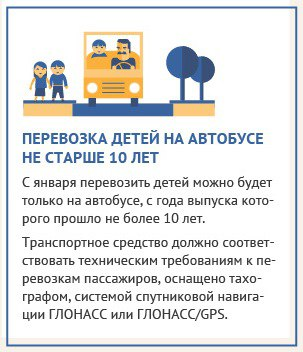 ПЕРЕВОЗКА ДЕТЕЙ НА АВТОБУСЕ
НЕ СТАРШЕ 10 ЛЕТ
С января перевозить детей можно будет
только на автобусе, с года выпуска кото-
рого прошло не более 10 лет.
Транспортное средство должно соответ-
ствовать техническим требованиям к пе-
ревозкам пассажиров, оснащено тахо-
графом, системой спутниковой навига-
ции ГЛОНАСС или ГЛОНАСС/GPS.